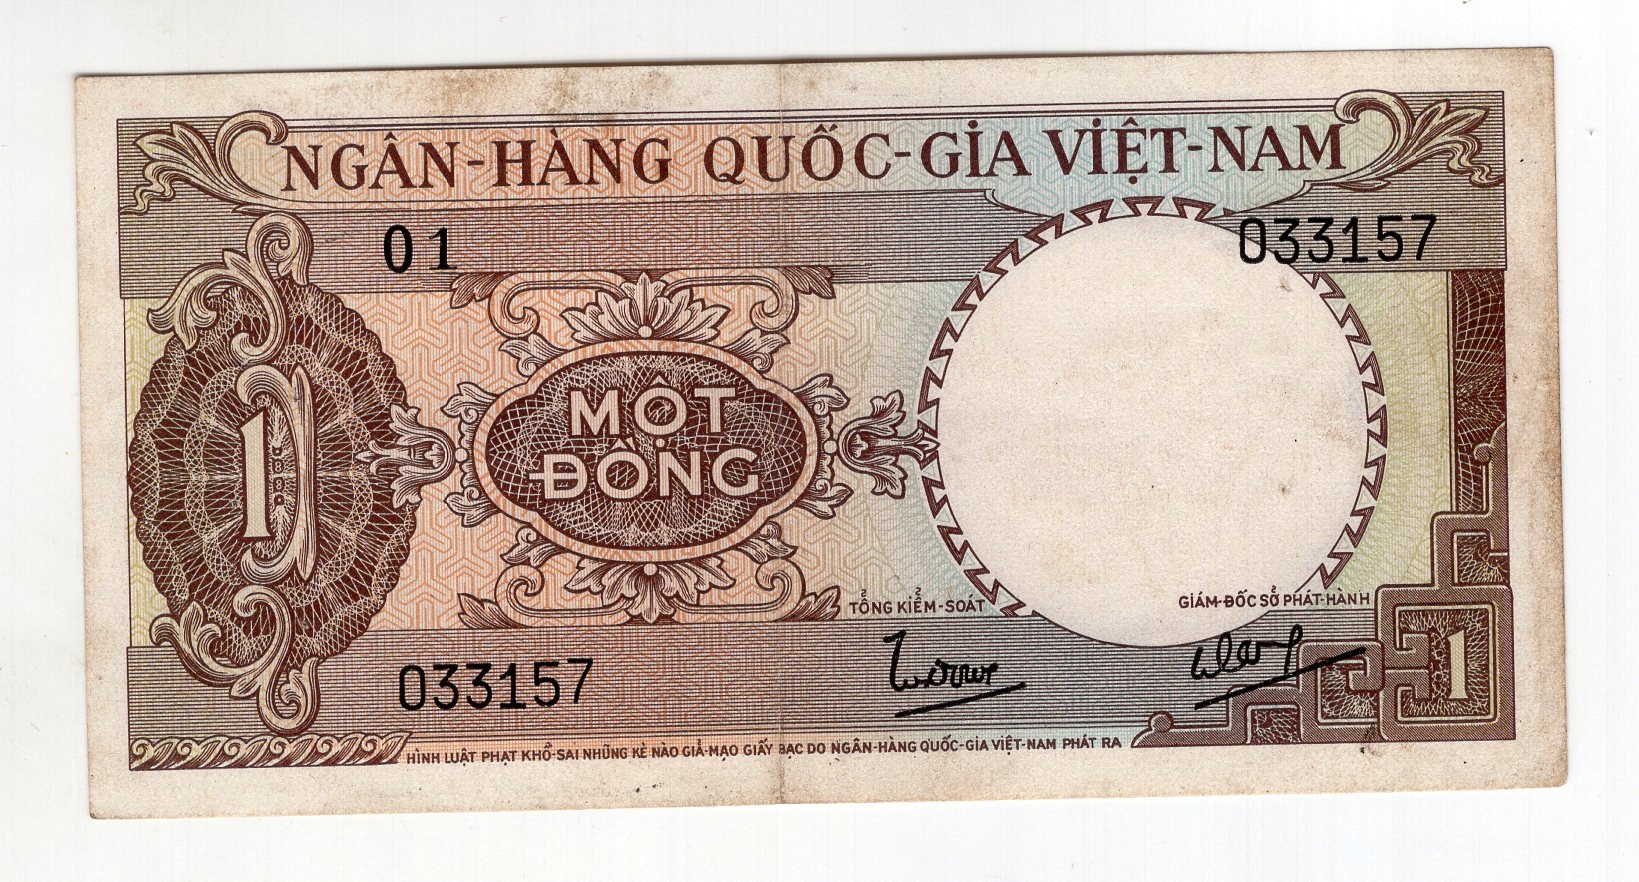 NGÂN-HÀNG QUỐC-GIA VIỆT-NAM
01
033157
1
MỘT
ĐỒNG
TỔNG KIỂM-SOÁT
GIÁM-ĐỐC SỞ PHÁT-HÀNH
033157
1
HÌNH LUẬT PHẠT KHỔ-SAI NHỮNG KẺ NÀO GIẢ-MẠO GIẤY BẠC DO NGÂN-HÀNG QUỐC-GIA VIỆT-NAM PHÁT RA